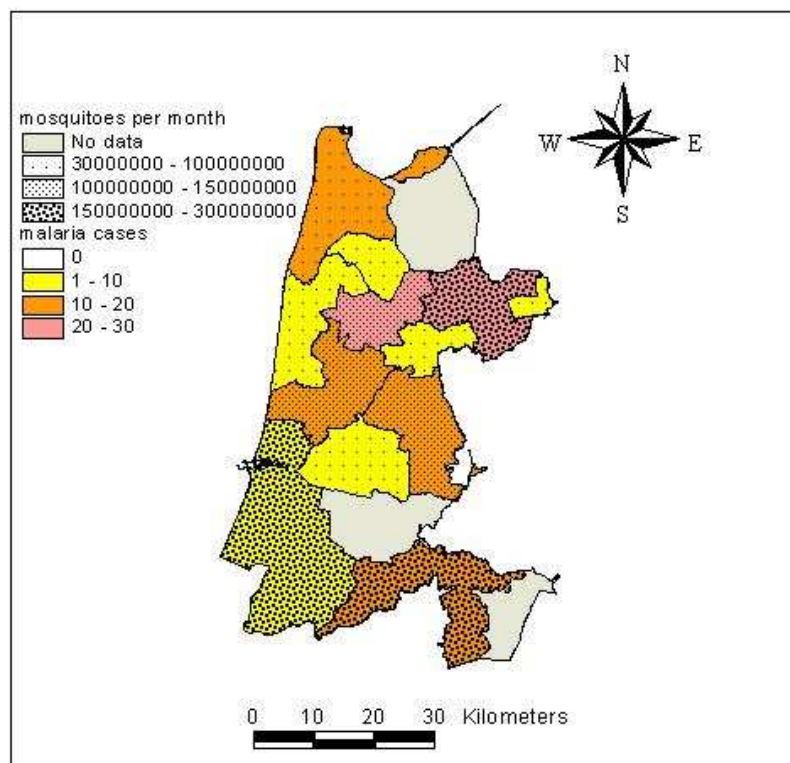 N
W E
S
mosquitoes per month
No data
30000000 - 100000000
100000000 - 150000000
150000000 - 300000000
malaria cases
0
1 - 10
10 - 20
20 - 30
0 10 20 30 Kilometers